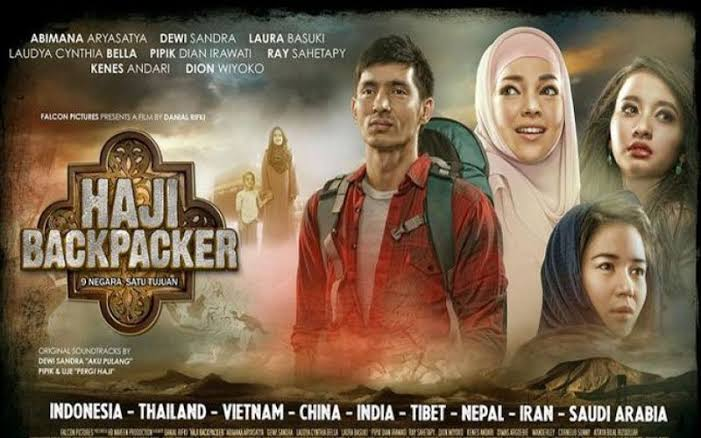 ABIMANA ARYASATYA DEWI SANDRA LAURA BASUKI
LAUDYA CYNTHIA BELLA PIPIK DIAN IRAWATI RAY SAHETAPY
KENES ANDARI DION WIYOKO
FALCON PICTURES PRESENTS A FILM BY DANIAL RIFKI
HAJI
BACKPACKER
9 NEGARA SATU TUJUAN
ORIGINAL SOUNDTRACKS BY
DEWI SANDRA "AKU PULANG"
PIPIK & UJE "PERGI HAJI"
INDONESIA - THAILAND - VIETNAM - CHINA - INDIA - TIBET - NEPAL - IRAN - SAUDI ARABIA